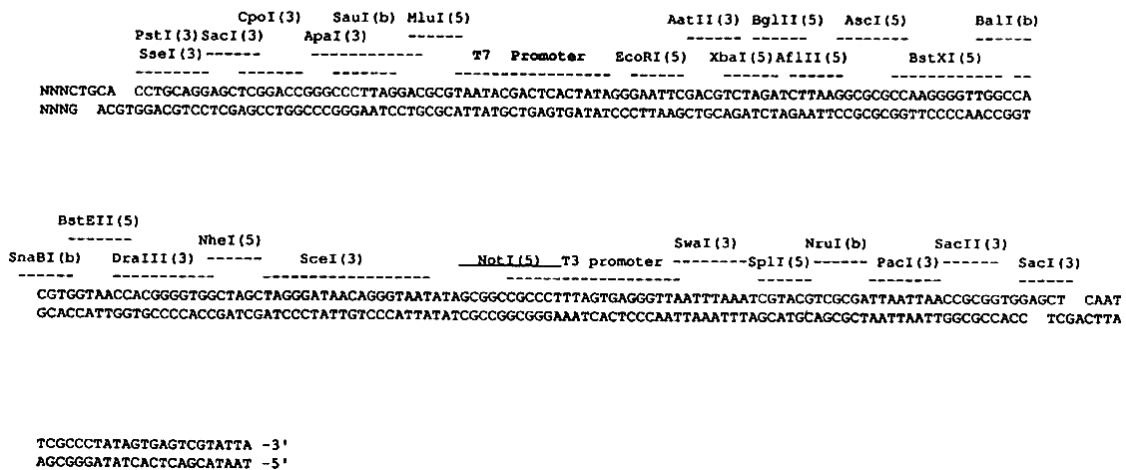 CpoI(3) SauI(b) MluI(5) AatII(3) BglII(5) AscI(5) BalI(b)
PstI(3) SacI(3) ApaI(3)
SseI(3) T7 Promoter EcoRI(5) XbaI(5) AflII(5) BstXI(5)
NNNCTGCA CCTGCAGGAGCTCGGACCGGGCCCTTAGGACGCGTAATACGACTCACTATAGGGAATTCGACGTCTAGATCTTAAGGCGCGCCAAGGGGTTGGCCA
NNNG ACGTGGACGTCCTCGAGCCTGGCCCGGGAATCCTGCGCATTATGCTGAGTGATATCCCTTAAGCTGCAGATCTAGAATTCCGCGCGGTTCCCCAACCGGT
BstEII(5)
NheI(5) SwaI(3) NruI(b) SacII(3)
SnaBI(b) DraIII(3) SceI(3) NotI(5) T3 promoter SplI(5) PacI(3) SacI(3)
CGTGGTAACCACGGGGTGGCTAGCTAGGGATAACAGGGTAATATAGCGGCCGCCCTTTAGTGAGGGTTAATTTAAATCGTACGTCGCGATTAATTAACCGCGGTGGAGCT CAAT
GCACCATTGGTGCCCCACCGATCGATCCCTATTGTCCCATTATATCGCCGGCGGGAAATCACTCCCAATTAAATTTAGCATGCAGCGCTAATTAATTGGCGCCACC TCGACTTA
TCGCCCTATAGTGAGTCGTATTA -3'
AGCGGGATATCACTCAGCATAAT -5'